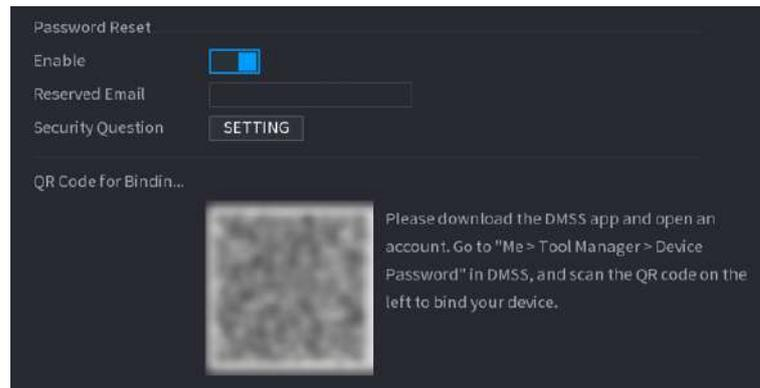 Password Reset
Enable
Reserved Email
Security Question SETTING
QR Code for Bindin...
Please download the DMSS app and open an
account. Go to "Me > Tool Manager > Device
Password" in DMSS, and scan the QR code on the
left to bind your device.